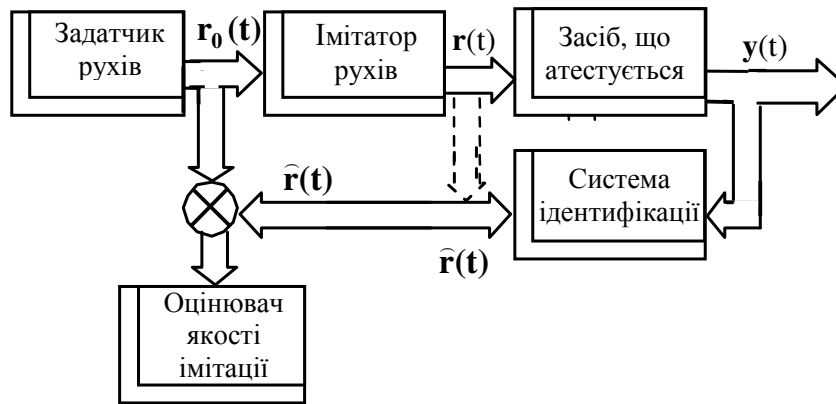 Задатчик
рухів
r₀(t)
Імітатор
рухів
r(t)
Засіб, що
атестується
y(t)
r̂(t)
Система
ідентифікації
r̂(t)
Оцінювач
якості
імітації